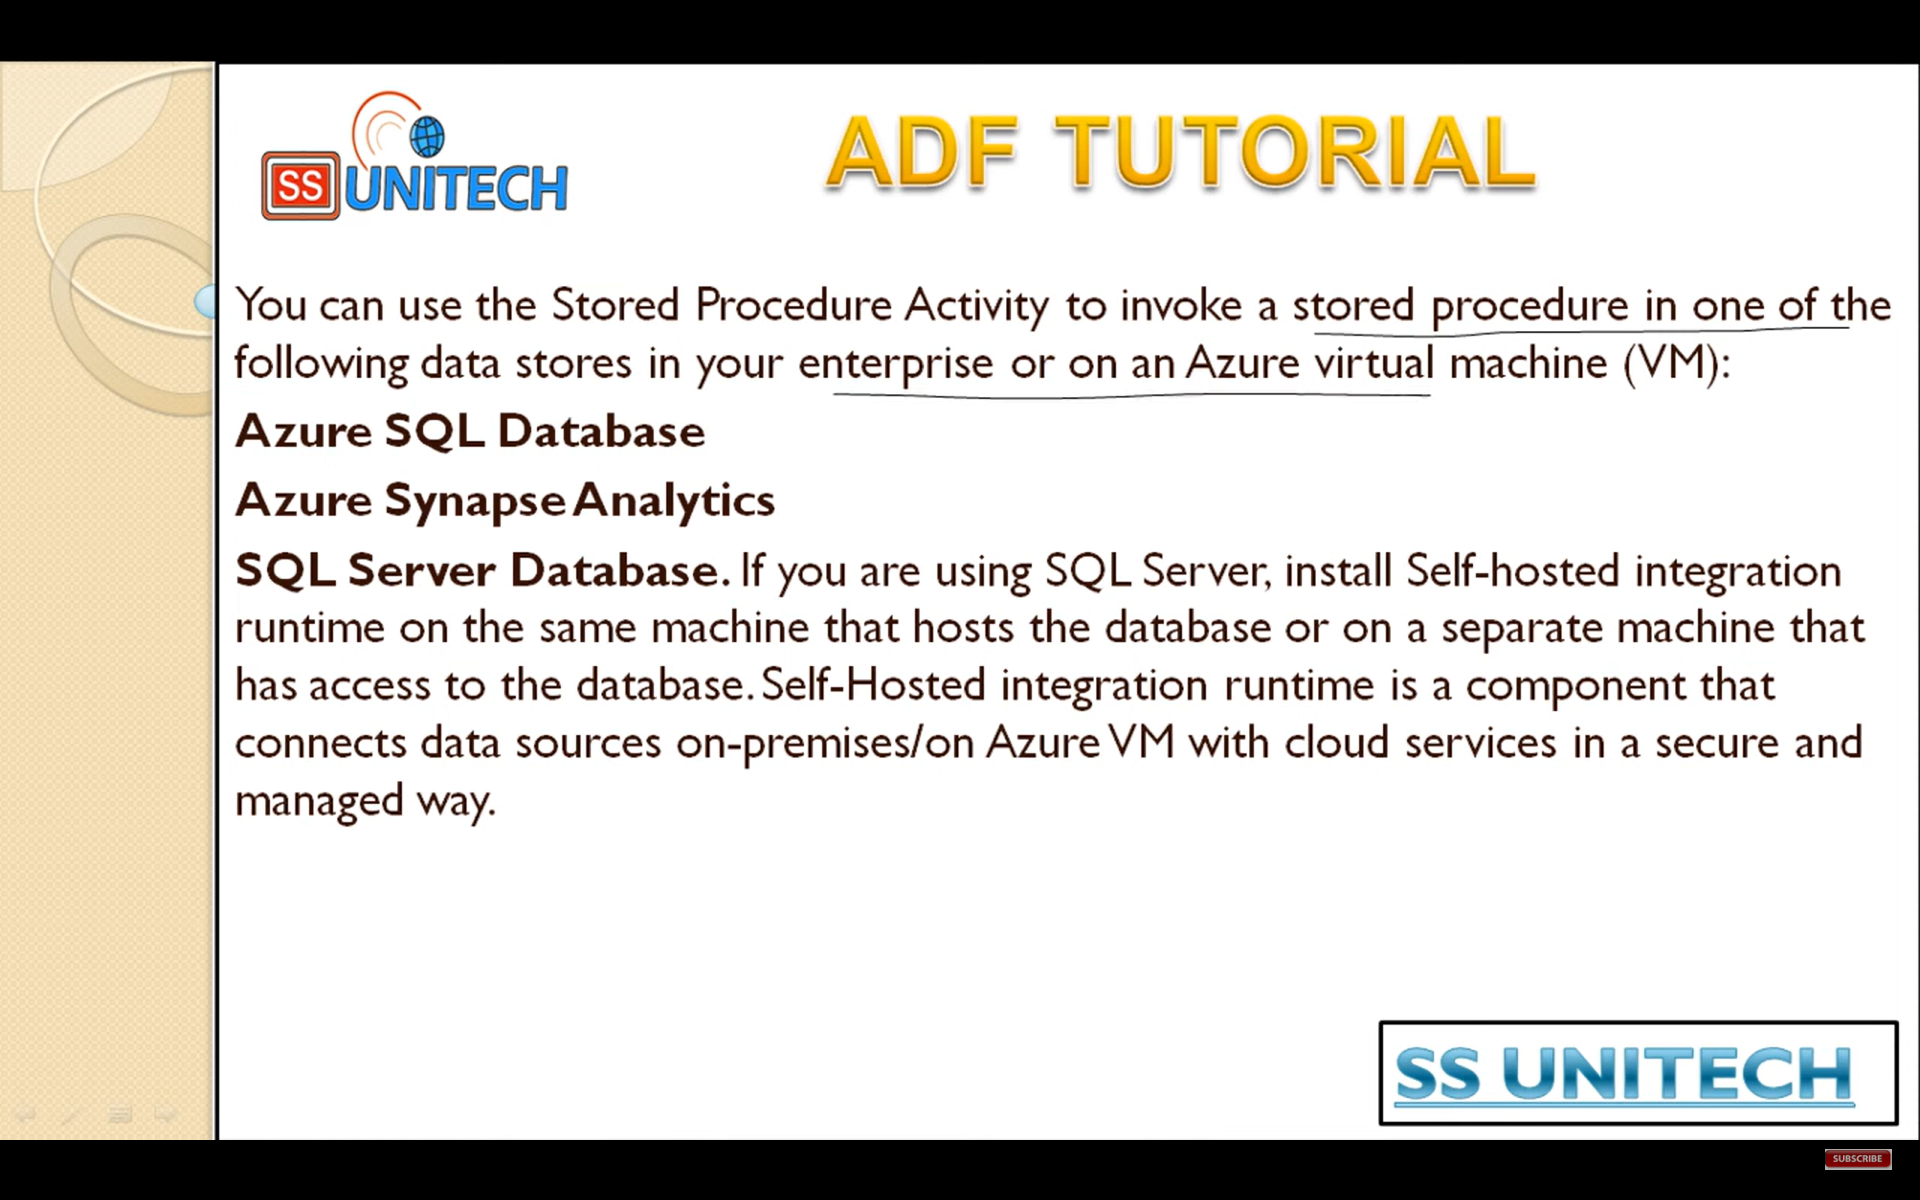 SS UNITECH
ADF TUTORIAL
You can use the Stored Procedure Activity to invoke a stored procedure in one of the
following data stores in your enterprise or on an Azure virtual machine (VM):
Azure SQL Database
Azure Synapse Analytics
SQL Server Database. If you are using SQL Server, install Self-hosted integration
runtime on the same machine that hosts the database or on a separate machine that
has access to the database. Self-Hosted integration runtime is a component that
connects data sources on-premises/on Azure VM with cloud services in a secure and
managed way.
SS UNITECH
SUBSCRIBE